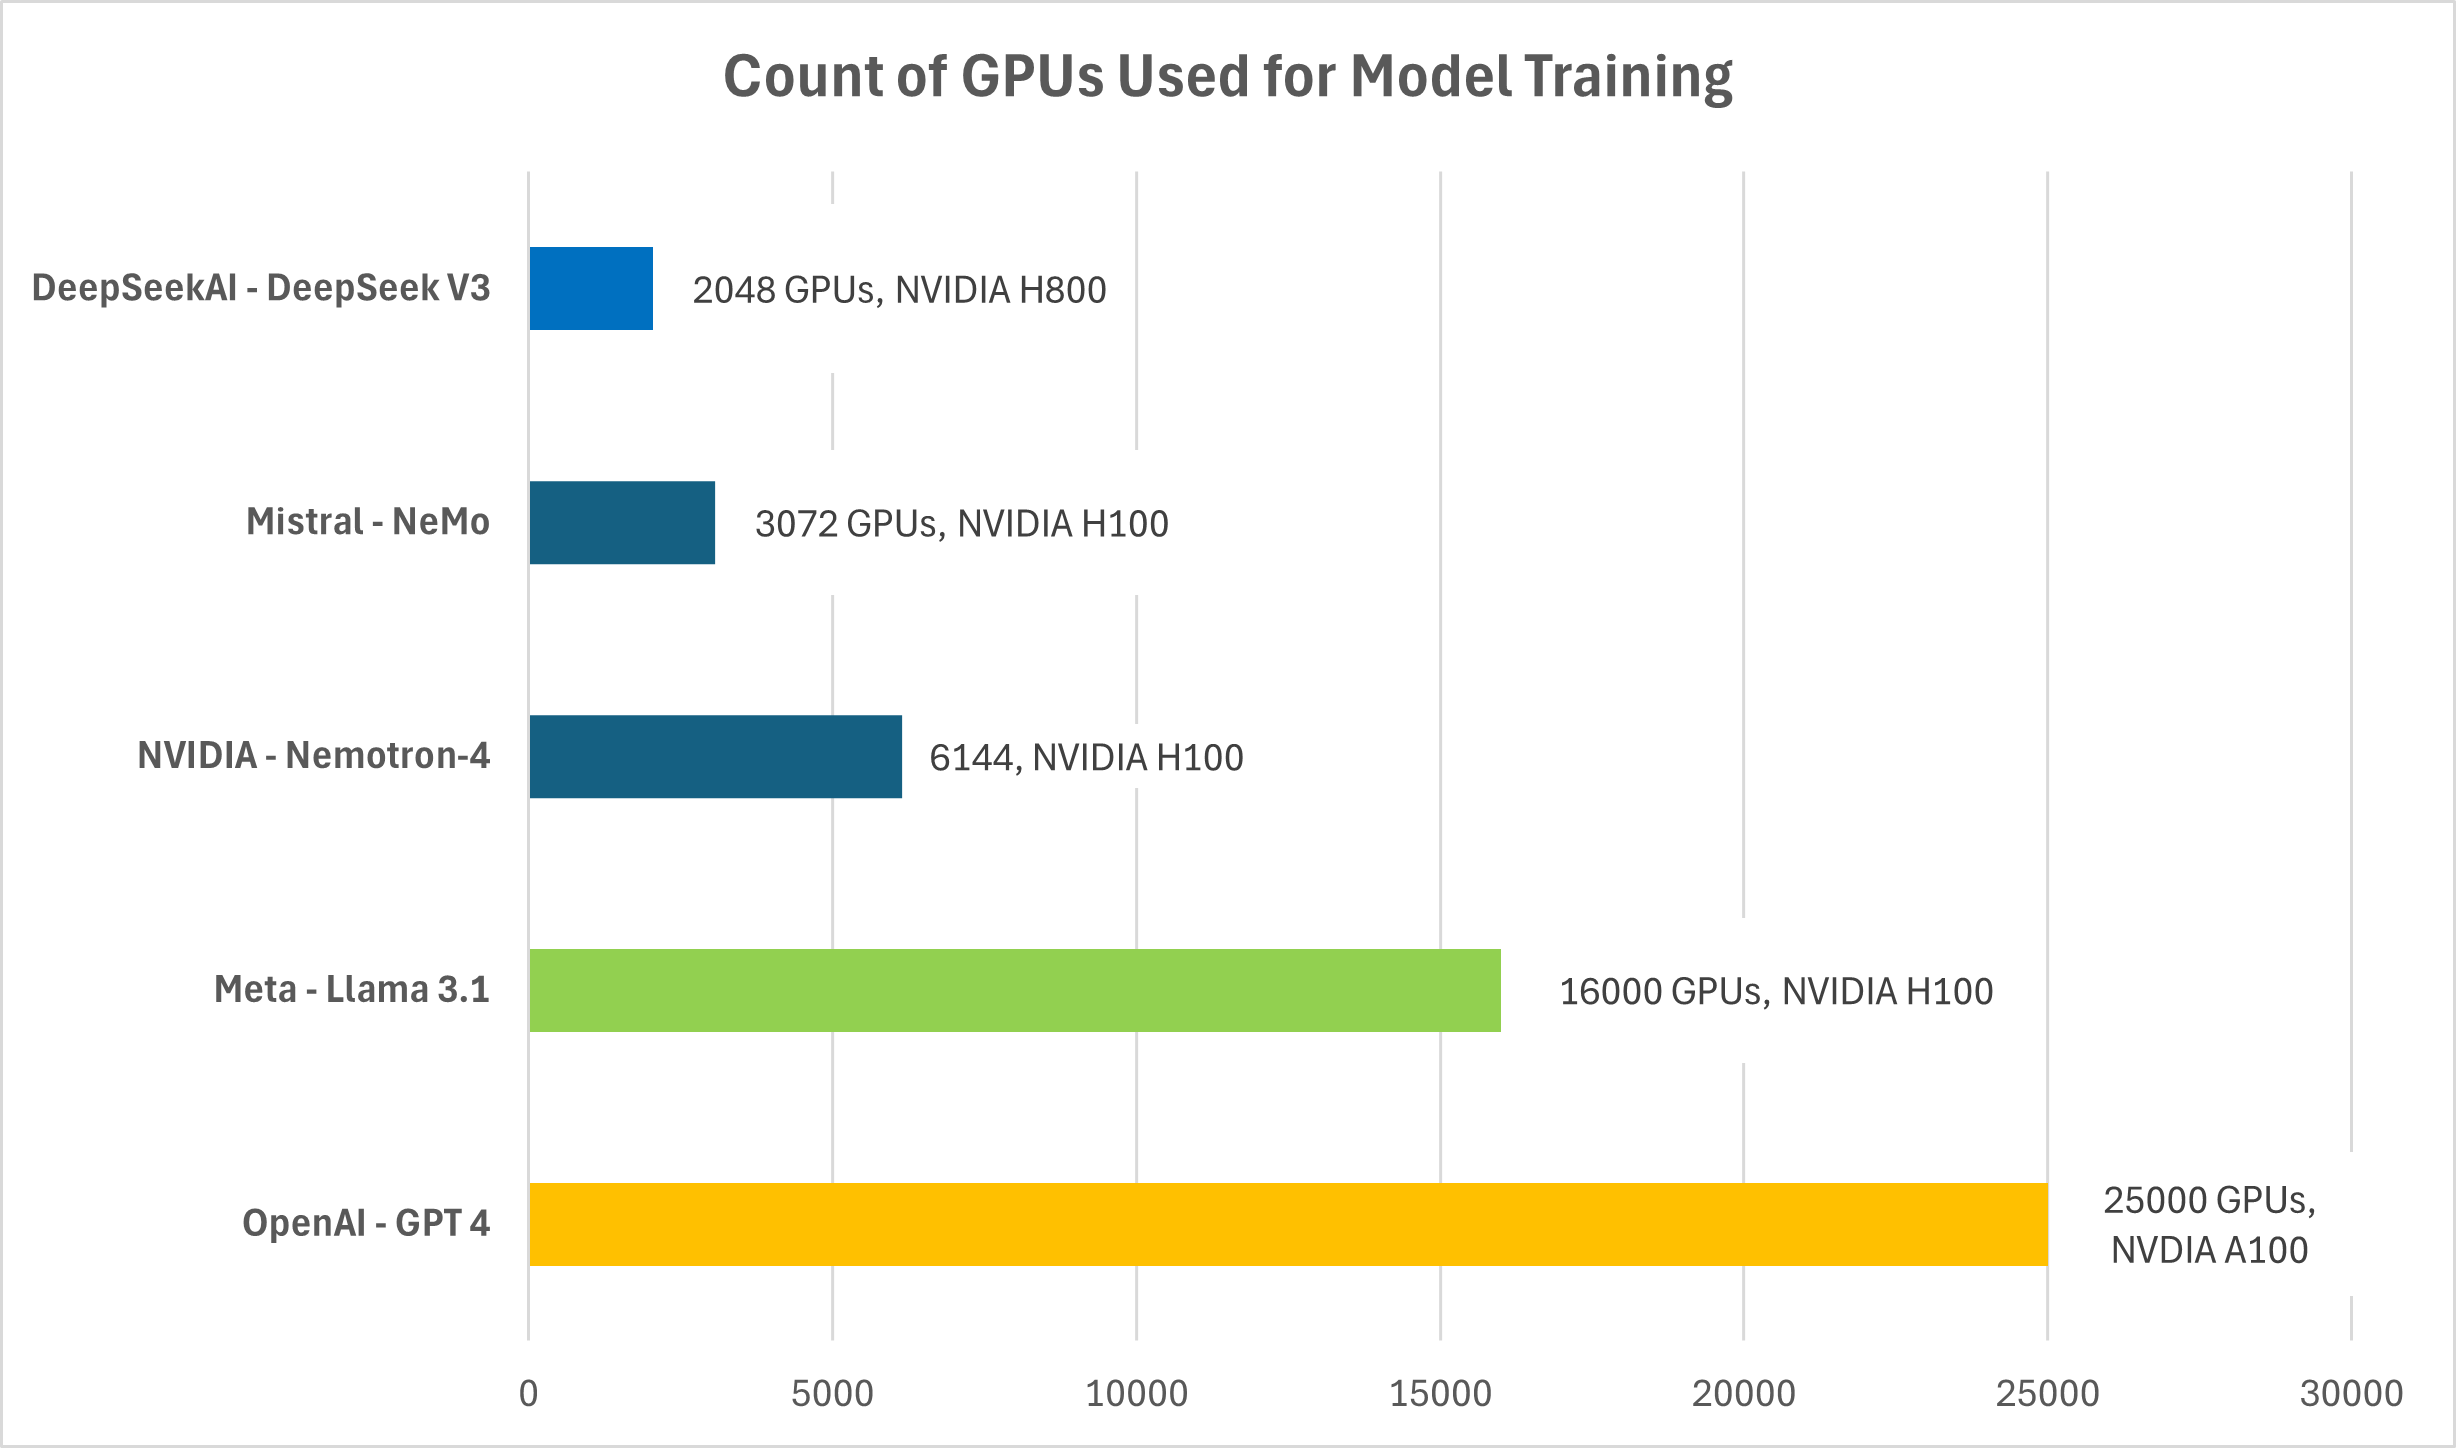 Count of GPUs Used for Model Training
DeepSeekAI - DeepSeek V3
2048 GPUs, NVIDIA H800
Mistral - NeMo
3072 GPUs, NVIDIA H100
NVIDIA - Nemotron-4
6144, NVIDIA H100
Meta - Llama 3.1
16000 GPUs, NVIDIA H100
OpenAI - GPT 4
25000 GPUs,
NVDIA A100
0 5000 10000 15000 20000 25000 30000